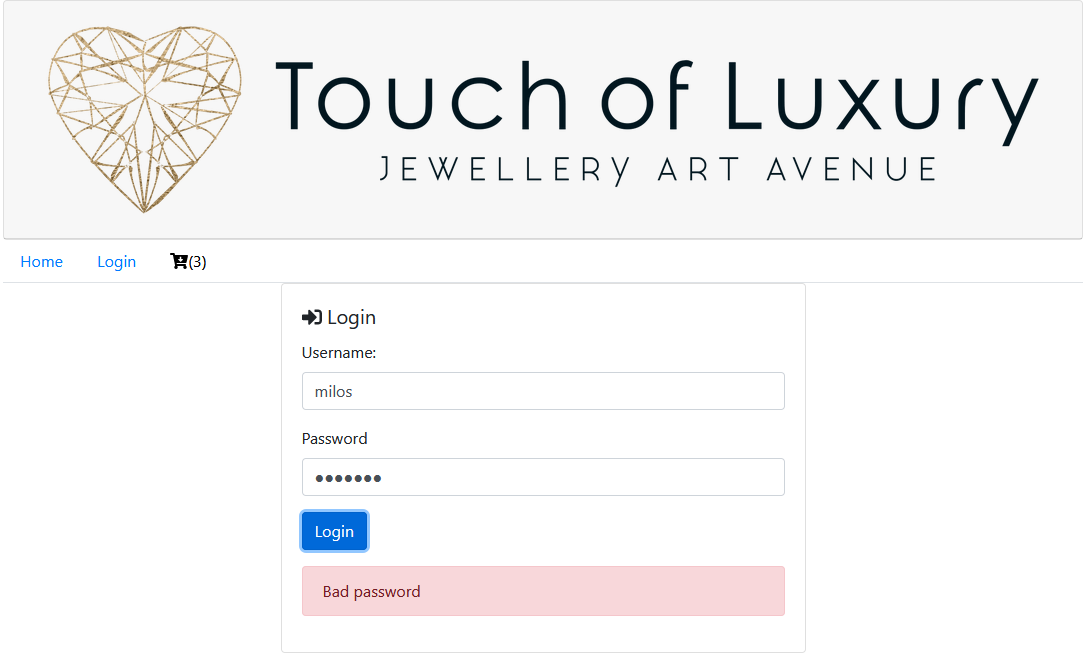 Touch of Luxury
JEWELLERY ART AVENUE
Home Login (3)
Login
Username:
milos
Password
•••••••
Login
Bad password